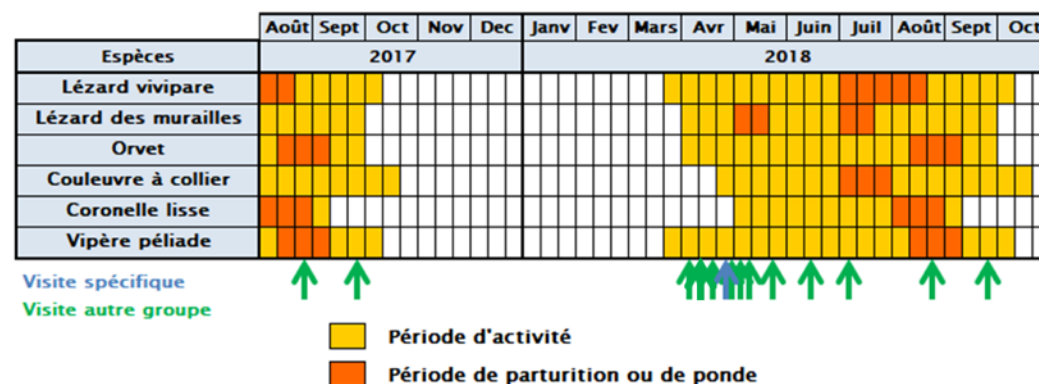 Août Sept Oct Nov Dec Janv Fev Mars Avr Mai Juin Juil Août Sept Oct
Espèces 2017 2018
Lézard vivipare
Lézard des murailles
Orvet
Couleuvre à collier
Coronelle lisse
Vipère péliade
Visite spécifique
Visite autre groupe
Période d'activité
Période de parturition ou de ponde